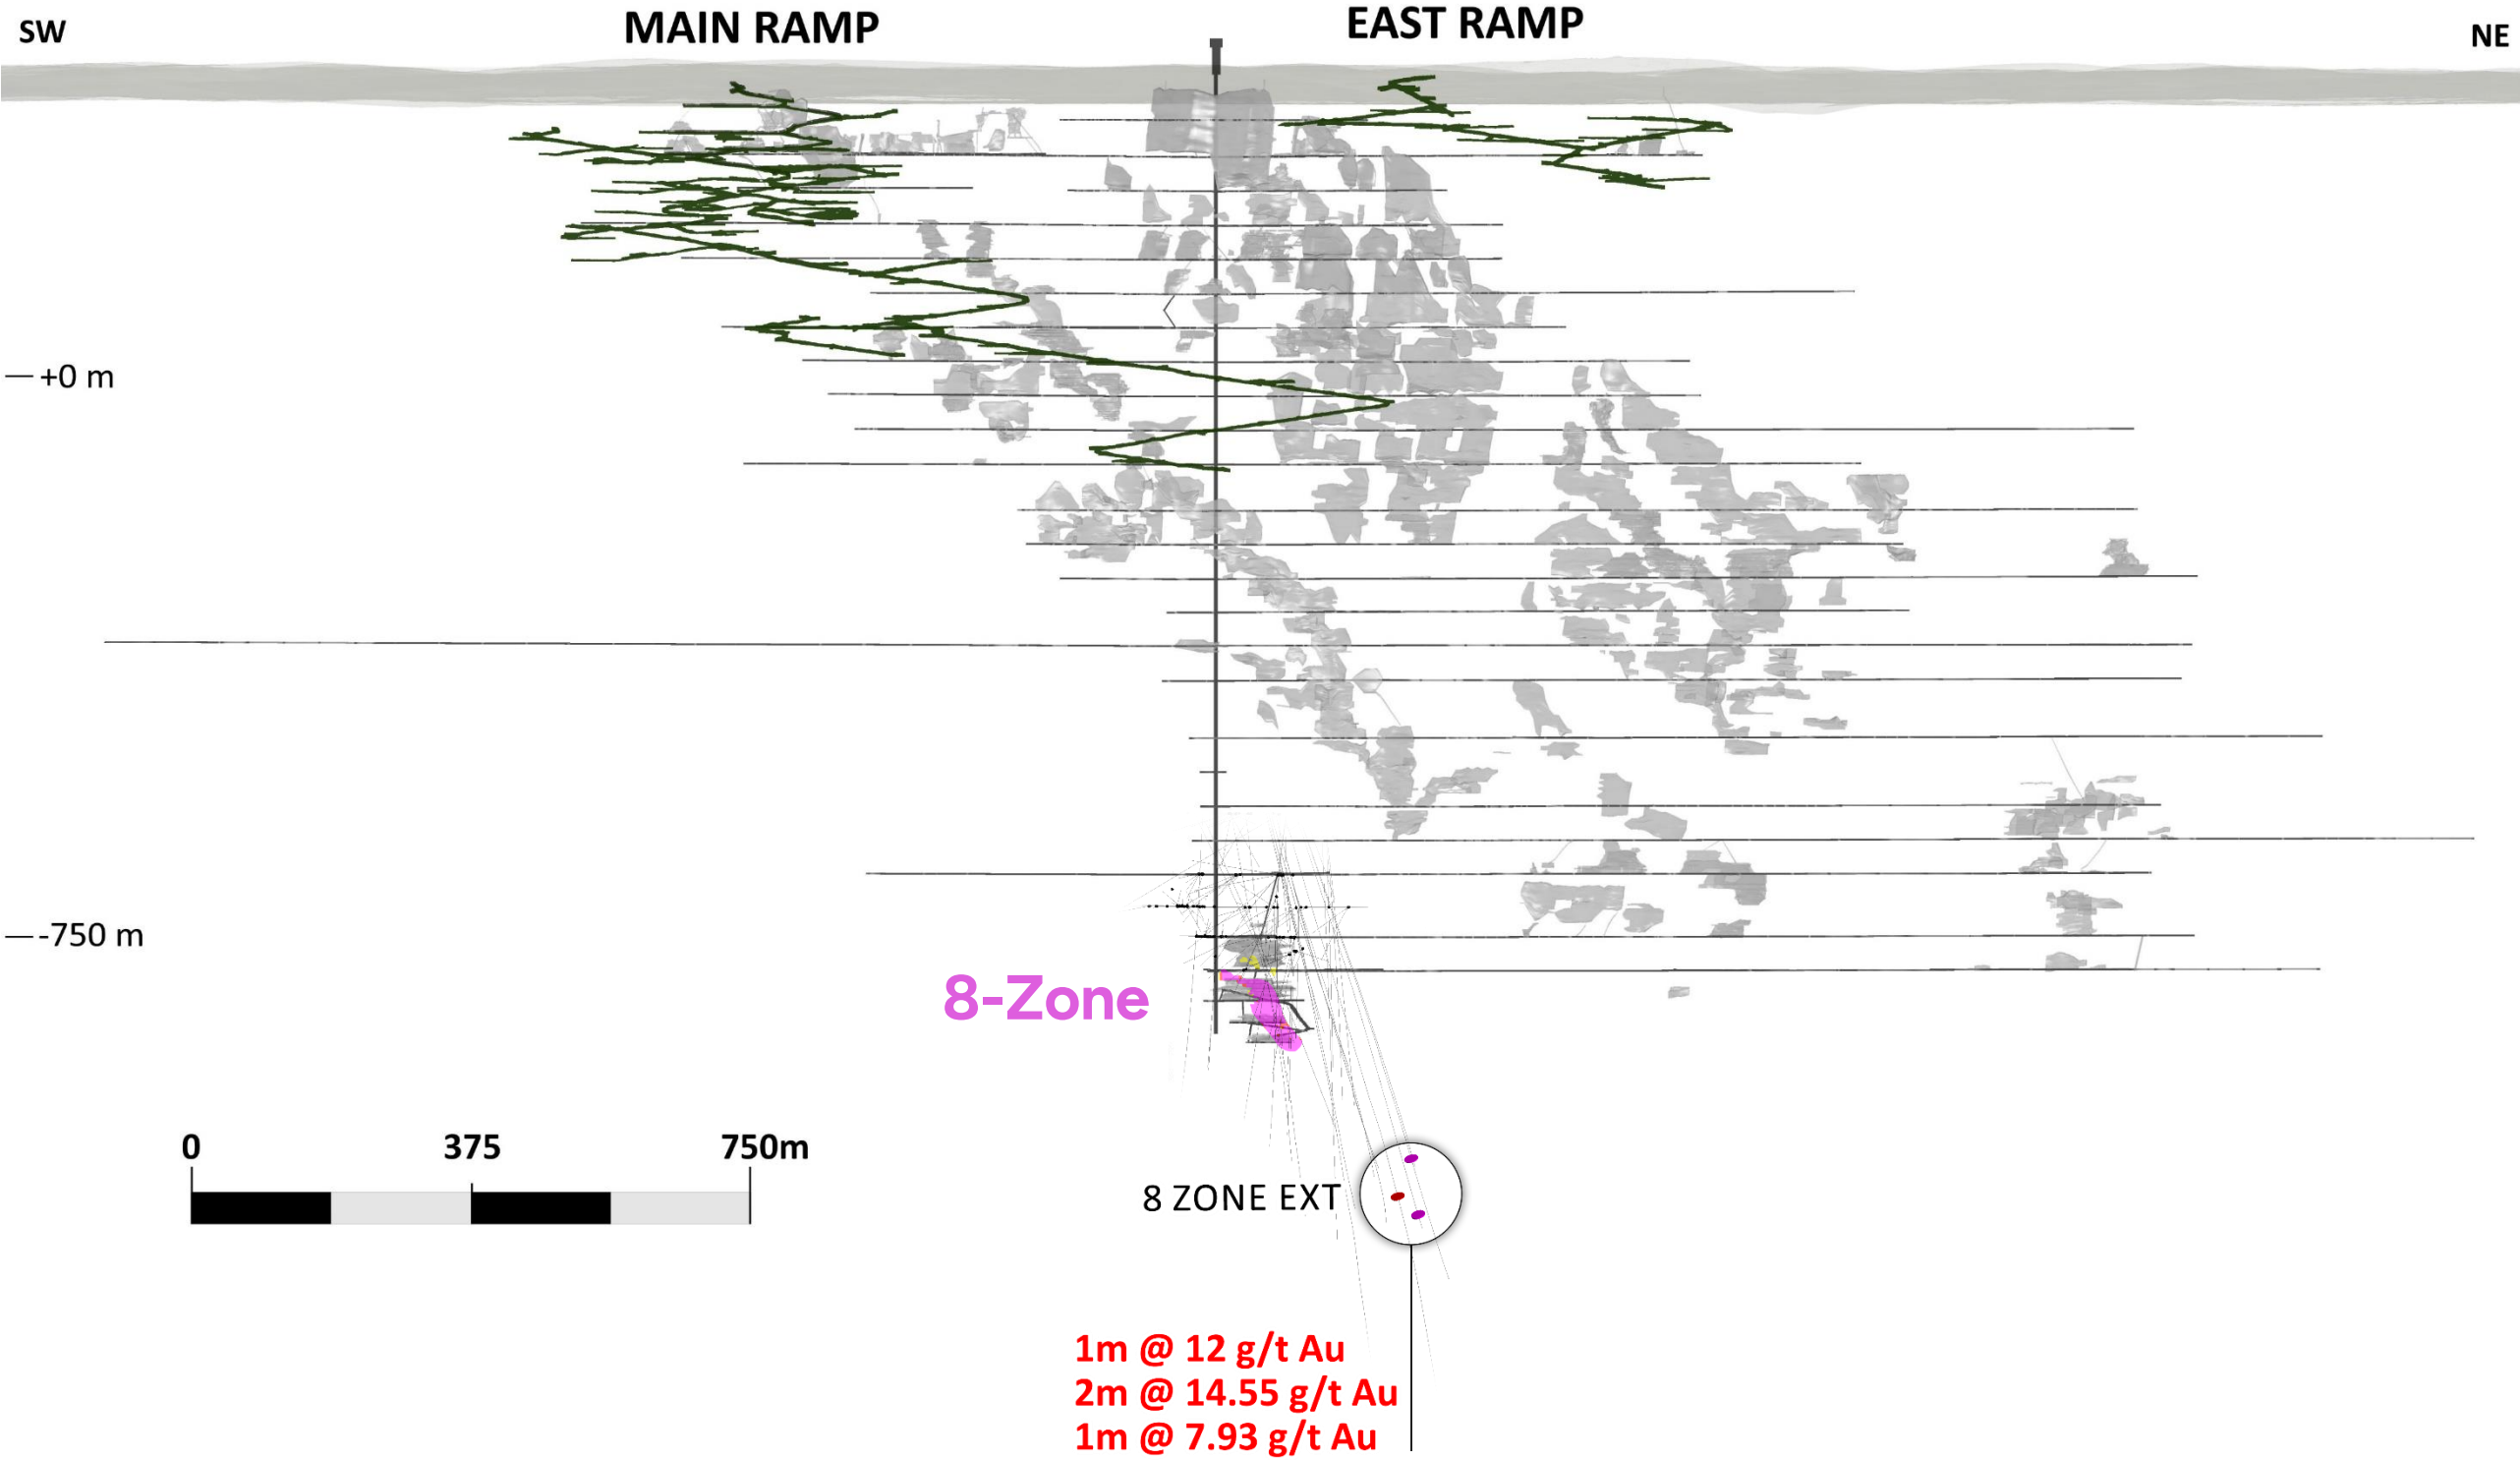 SW
MAIN RAMP
EAST RAMP
NE
+0 m
-750 m
8-Zone
0 375 750m
8 ZONE EXT
1m @ 12 g/t Au
2m @ 14.55 g/t Au
1m @ 7.93 g/t Au